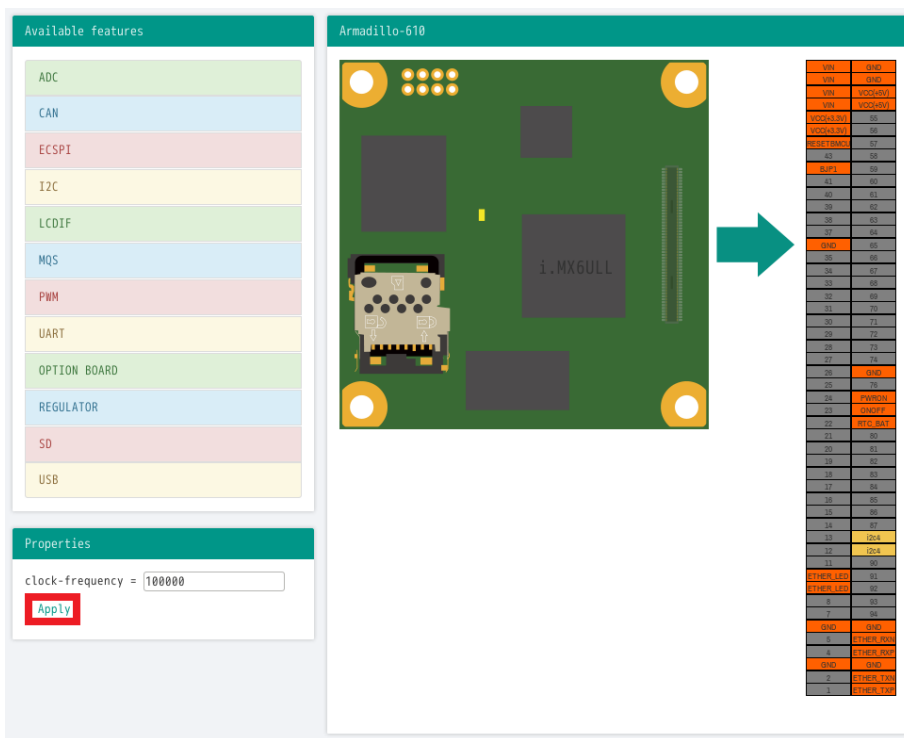 Available features
ADC
CAN
ECSPI
I2C
LCDIF
MQS
PWM
UART
OPTION BOARD
REGULATOR
SD
USB
Properties
clock-frequency = 100000
Apply
Armadillo-610
i.MX6ULL
VIN GND
VIN GND
VIN VCC(+5V)
VIN VCC(+5V)
VCC(+3.3V) 55
VCC(+3.3V) 56
RESETBMCU 57
43 58
BJP1 59
41 60
40 61
39 62
38 63
37 64
GND 65
35 66
34 67
33 68
32 69
31 70
30 71
29 72
28 73
27 74
26 GND
25 76
24 PWRON
23 ONOFF
22 RTC_BAT
21 80
20 81
19 82
18 83
17 84
16 85
15 86
14 87
13 i2c4
12 i2c4
11 90
ETHER_LED 91
ETHER_LED 92
8 93
7 94
GND GND
5 ETHER_RXN
4 ETHER_RXP
GND GND
2 ETHER_TXN
1 ETHER_TXP